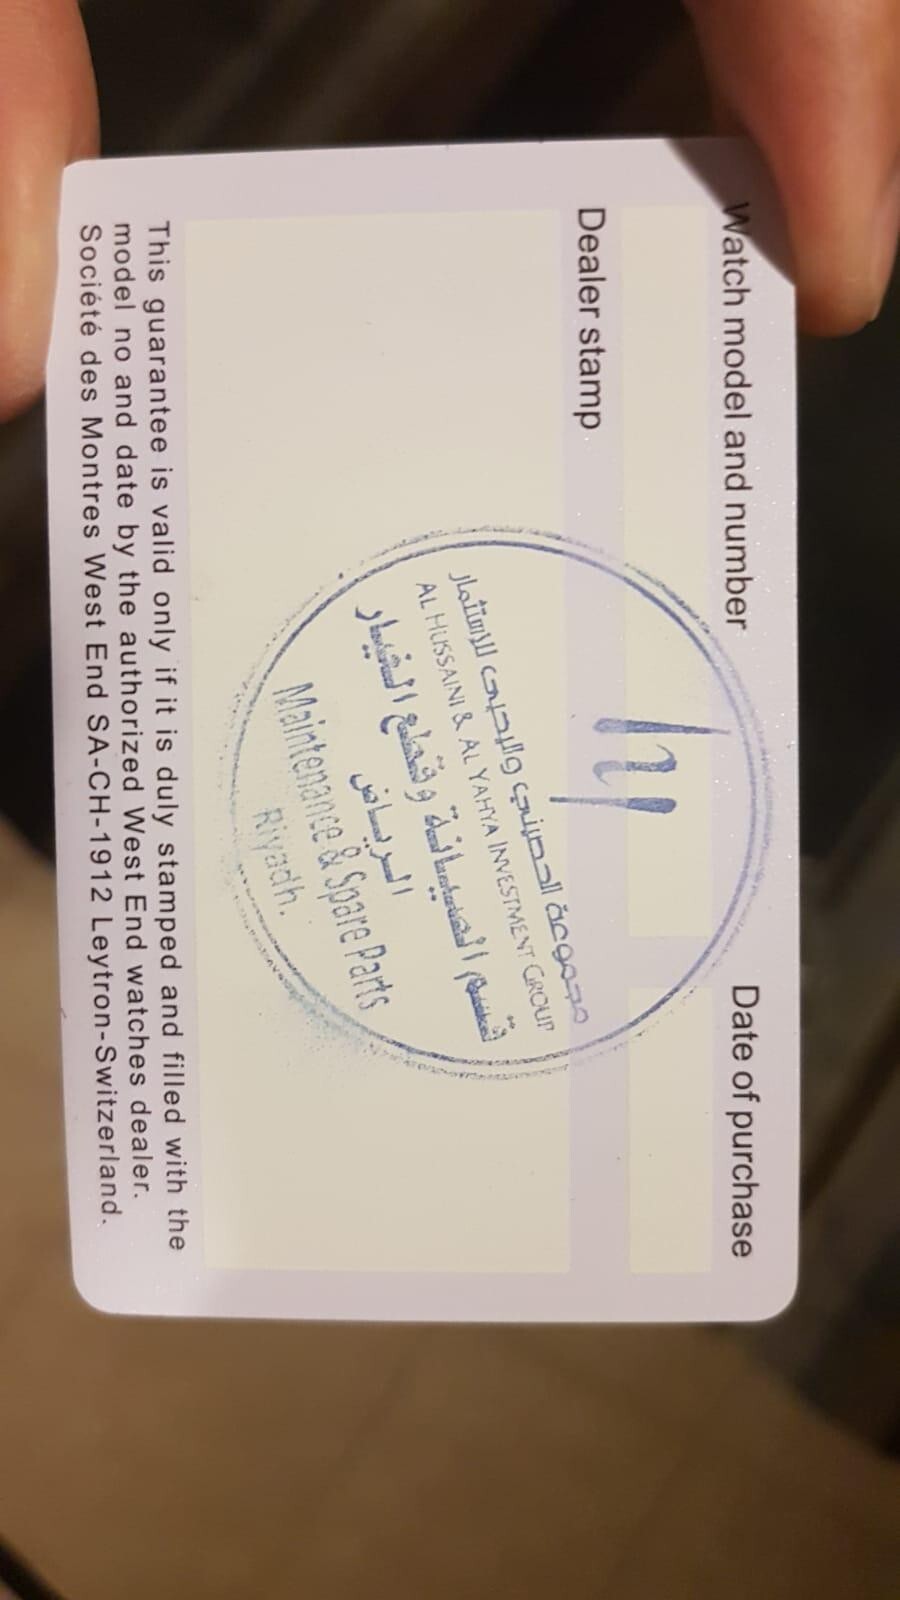 Watch model and number
Date of purchase
Dealer stamp
مجموعة الحصيني واليحيى للإستثمار
AL HUSSAINI & AL YAHYA INVESTMENT GROUP
قسم الصيانة وقطع الغيار
الرياض
Maintenance & Spare Parts
Riyadh.
This guarantee is valid only if it is duly stamped and filled with the
model no and date by the authorized West End watches dealer.
Société des Montres West End SA-CH-1912 Leytron-Switzerland.